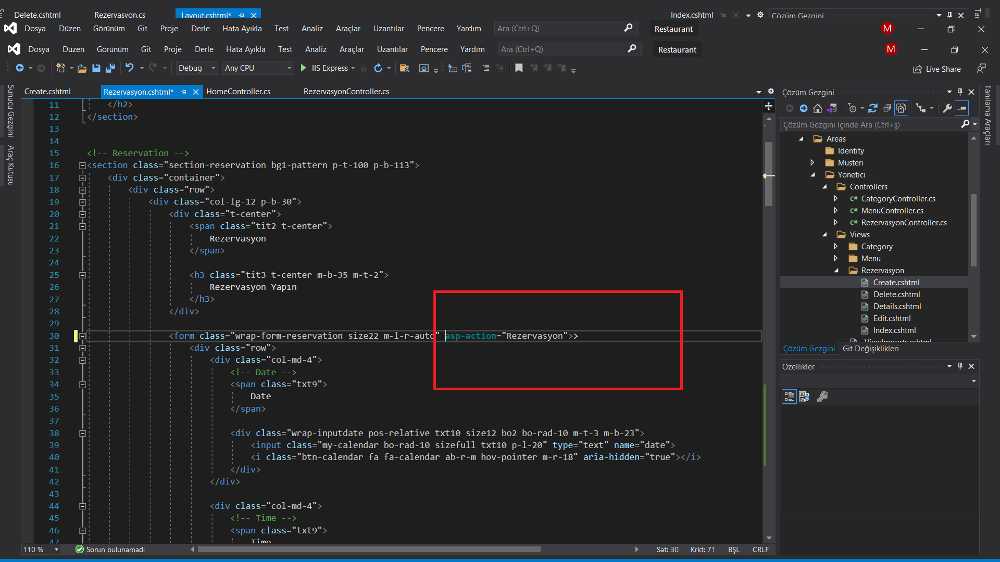 Delete.cshtml Rezervasvon.cs Layout.cshtml* Index.cshtml Çözüm Gezgini
Dosya Düzen Görünüm Git Proje Derle Hata Ayıkla Test Analiz Araçlar Uzantılar Pencere Yardım Ara (Ctrl+Q) Restaurant M
Dosya Düzen Görünüm Git Proje Derle Hata Ayıkla Test Analiz Araçlar Uzantılar Pencere Yardım Ara (Ctrl+Q) Restaurant M
Debug Any CPU IIS Express Live Share
Create.cshtml Rezervasyon.cshtml* HomeController.cs RezervasyonController.cs
Sunucu Gezgini
Araç Kutusu
11 </h2>
12 </section>
13
14
15 <!-- Reservation -->
16 <section class="section-reservation bg1-pattern p-t-100 p-b-113">
17 <div class="container">
18 <div class="row">
19 <div class="col-lg-12 p-b-30">
20 <div class="t-center">
21 <span class="tit2 t-center">
22 Rezervasyon
23 </span>
24
25 <h3 class="tit3 t-center m-b-35 m-t-2">
26 Rezervasyon Yapın
27 </h3>
28 </div>
29
30 <form class="wrap-form-reservation size22 m-l-r-auto" asp-action="Rezervasyon">>
31 <div class="row">
32 <div class="col-md-4">
33 <!-- Date -->
34 <span class="txt9">
35 Date
36 </span>
37
38 <div class="wrap-inputdate pos-relative txt10 size12 bo2 bo-rad-10 m-t-3 m-b-23">
39 <input class="my-calendar bo-rad-10 sizefull txt10 p-l-20" type="text" name="date">
40 <i class="btn-calendar fa fa-calendar ab-r-m hov-pointer m-r-18" aria-hidden="true"></i>
41 </div>
42 </div>
43
44 <div class="col-md-4">
45 <!-- Time -->
46 <span class="txt9">
47 Time
110 % Sorun bulunamadı Sat: 30 Krkt: 71 BŞL CRLF
Çözüm Gezgini
Çözüm Gezgini İçinde Ara (Ctrl+ş)
Areas
Identity
Musteri
Yonetici
Controllers
CategoryController.cs
MenuController.cs
RezervasyonController.cs
Views
Category
Menu
Rezervasyon
Create.cshtml
Delete.cshtml
Details.cshtml
Edit.cshtml
Index.cshtml
_ViewImports.cshtml
Çözüm Gezgini Git Değişiklikleri
Özellikler
Tanılama Araçları